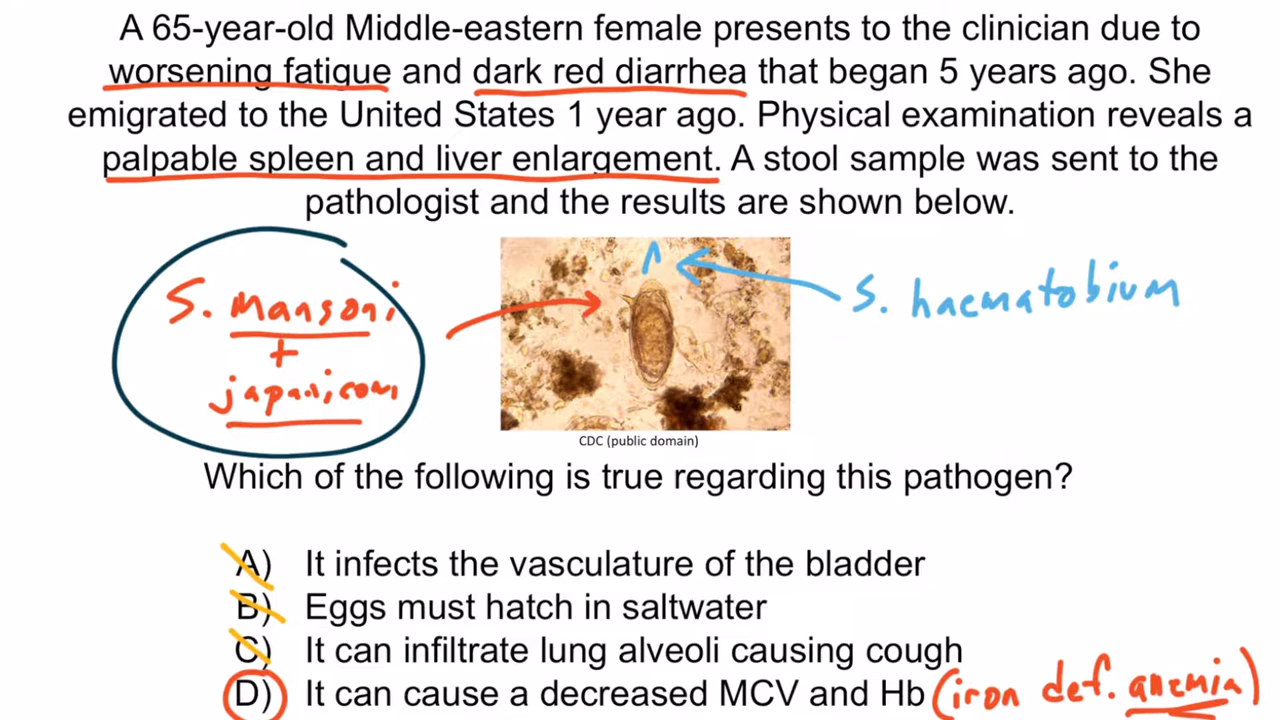 A 65-year-old Middle-eastern female presents to the clinician due to
worsening fatigue and dark red diarrhea that began 5 years ago. She
emigrated to the United States 1 year ago. Physical examination reveals a
palpable spleen and liver enlargement. A stool sample was sent to the
pathologist and the results are shown below.
S. mansoni
+
japanicom
S. haematobium
CDC (public domain)
Which of the following is true regarding this pathogen?
A) It infects the vasculature of the bladder
B) Eggs must hatch in saltwater
C) It can infiltrate lung alveoli causing cough
D) It can cause a decreased MCV and Hb (iron def. anemia)